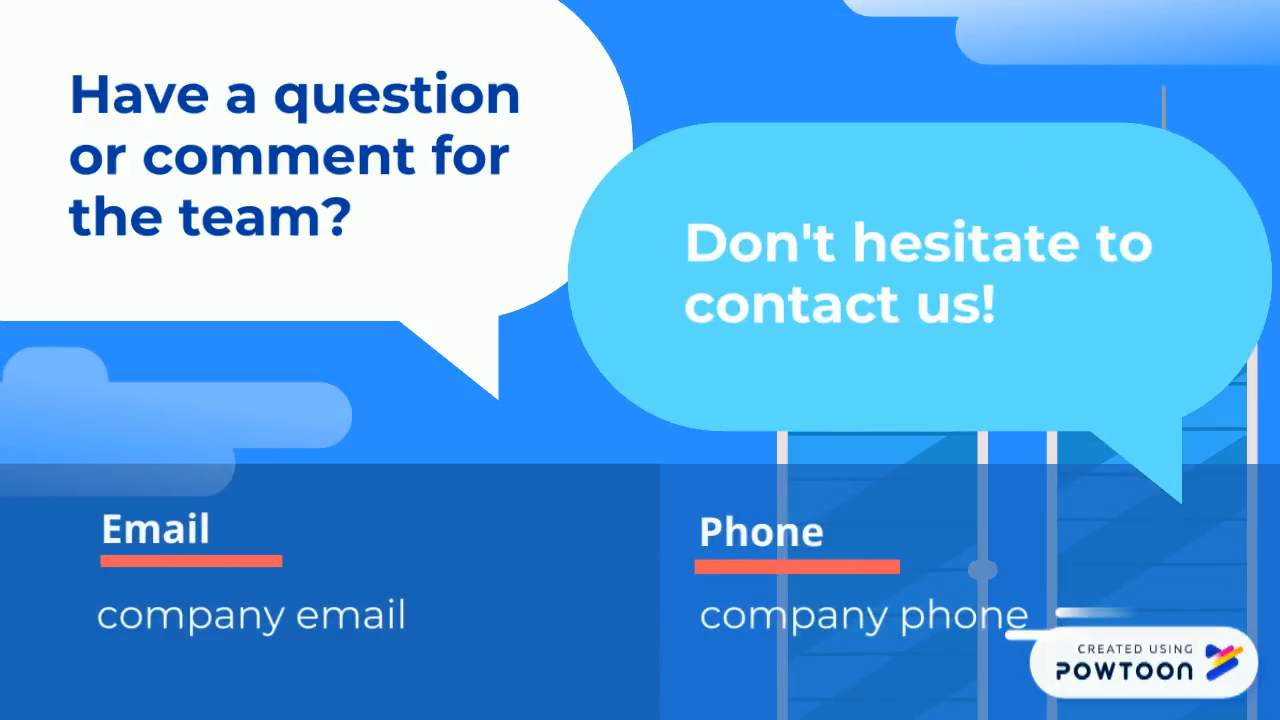 Have a question
or comment for
the team?
Don't hesitate to
contact us!
Email
company email
Phone
company phone
CREATED USING
POWTOON